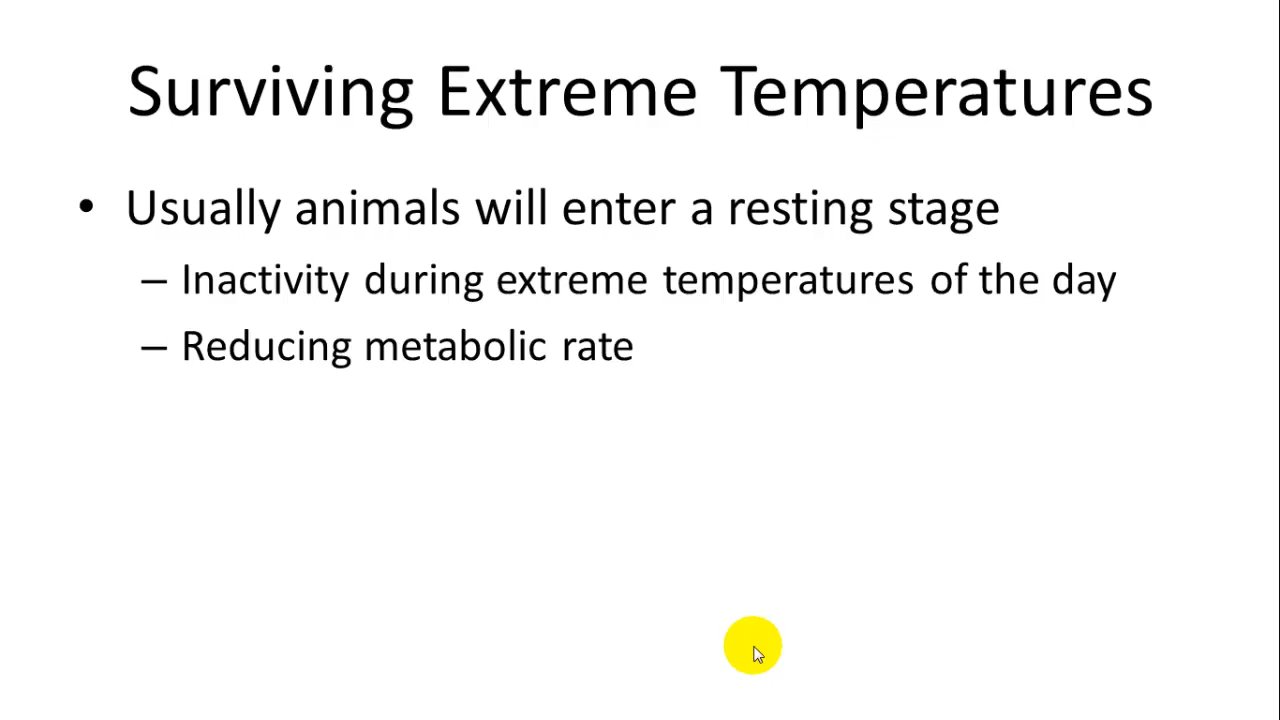 Surviving Extreme Temperatures
• Usually animals will enter a resting stage
– Inactivity during extreme temperatures of the day
– Reducing metabolic rate